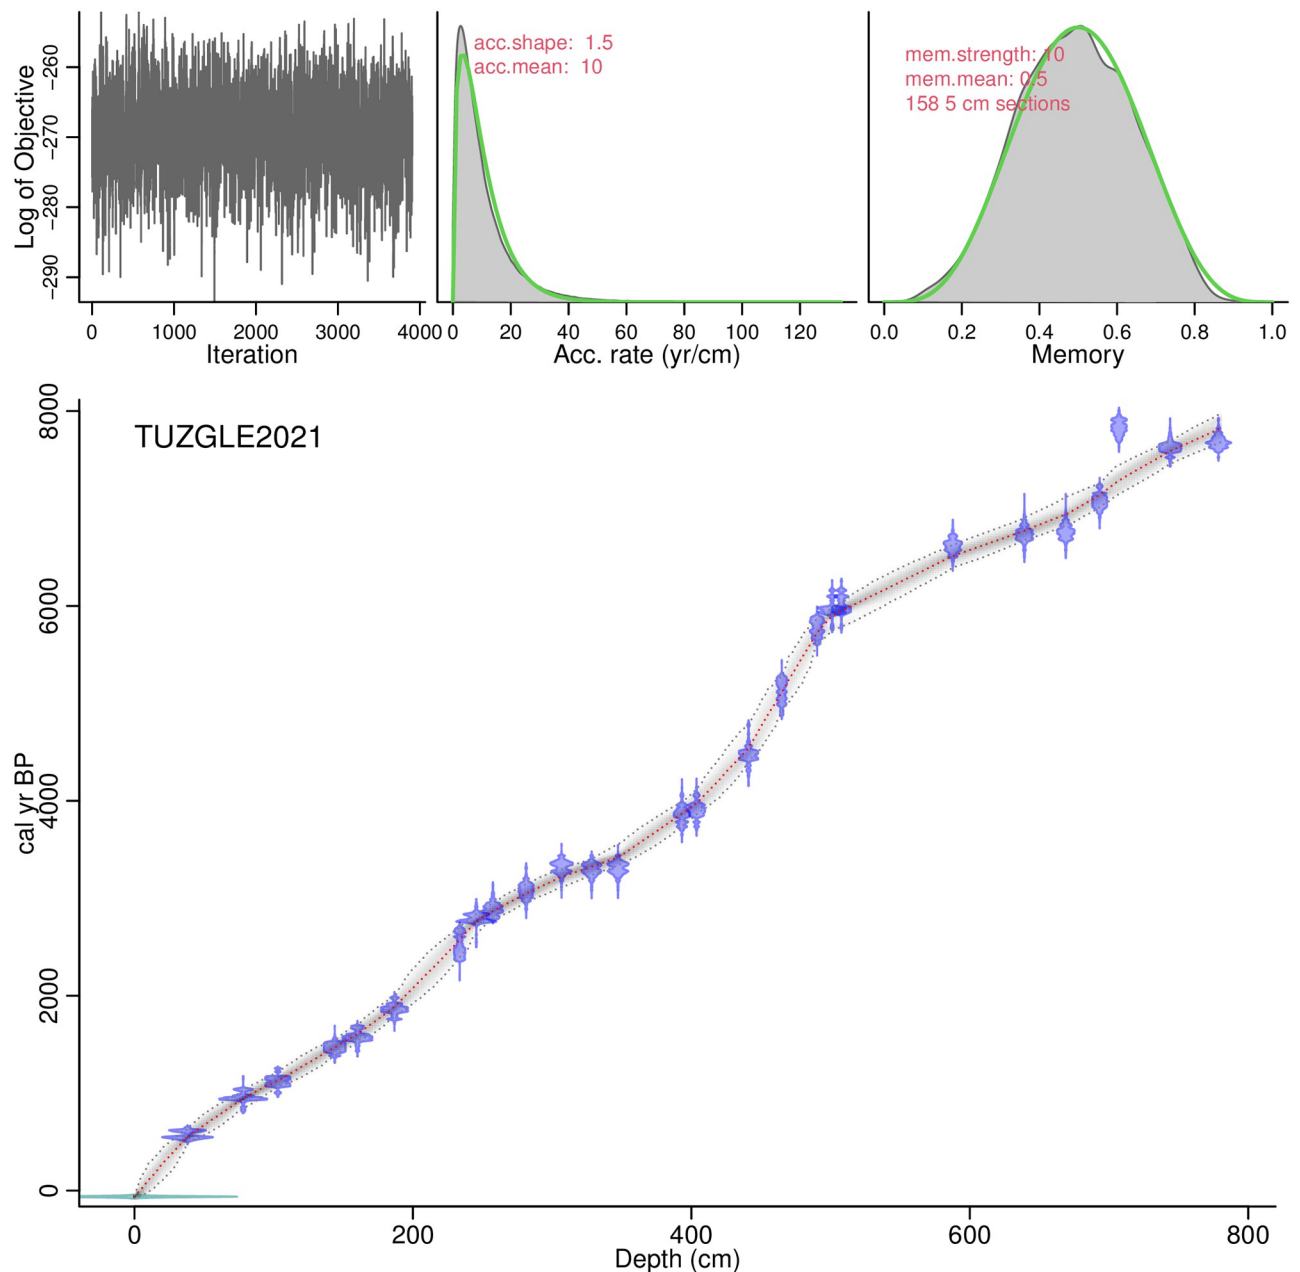 Log of Objective
−260
−270
−280
−290
0 1000 2000 3000 4000
Iteration
acc.shape: 1.5
acc.mean: 10
0 20 40 60 80 100 120
Acc. rate (yr/cm)
mem.strength: 10
mem.mean: 0.5
158 5 cm sections
0.0 0.2 0.4 0.6 0.8 1.0
Memory
TUZGLE2021
cal yr BP
8000
6000
4000
2000
0
0 200 400 600 800
Depth (cm)